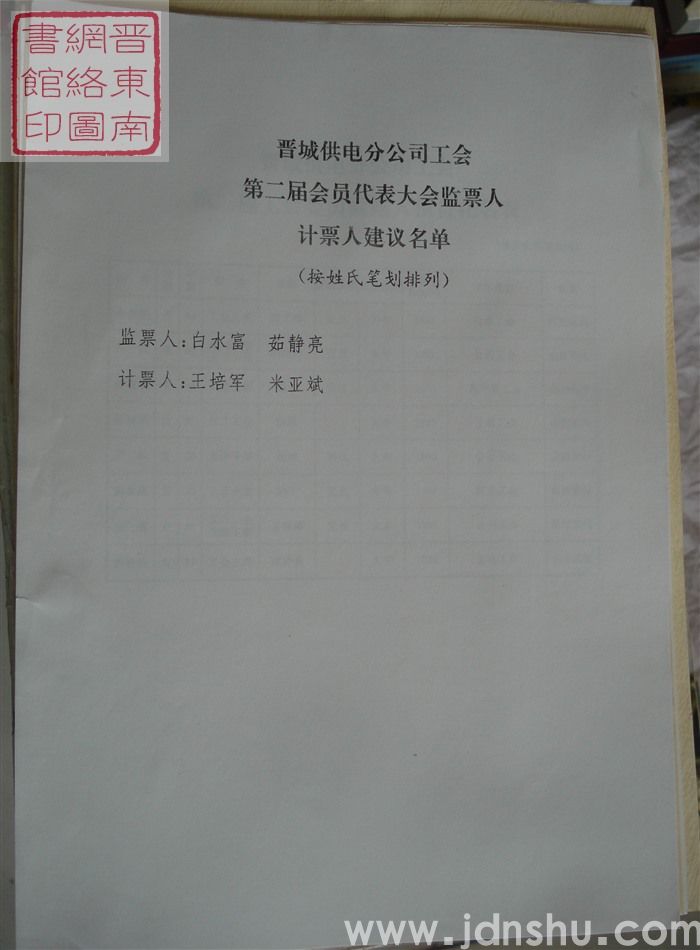 晋東南
網絡圖
書館印
晋城供电分公司工会
第二届会员代表大会监票人
计票人建议名单
（按姓氏笔划排列）
监票人：白水富　茹静亮
计票人：王培军　米亚斌
www.jdnshu.com